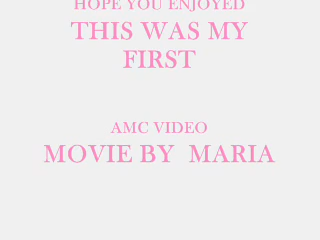 HOPE YOU ENJOYED
THIS WAS MY
FIRST
AMC VIDEO
MOVIE BY MARIA